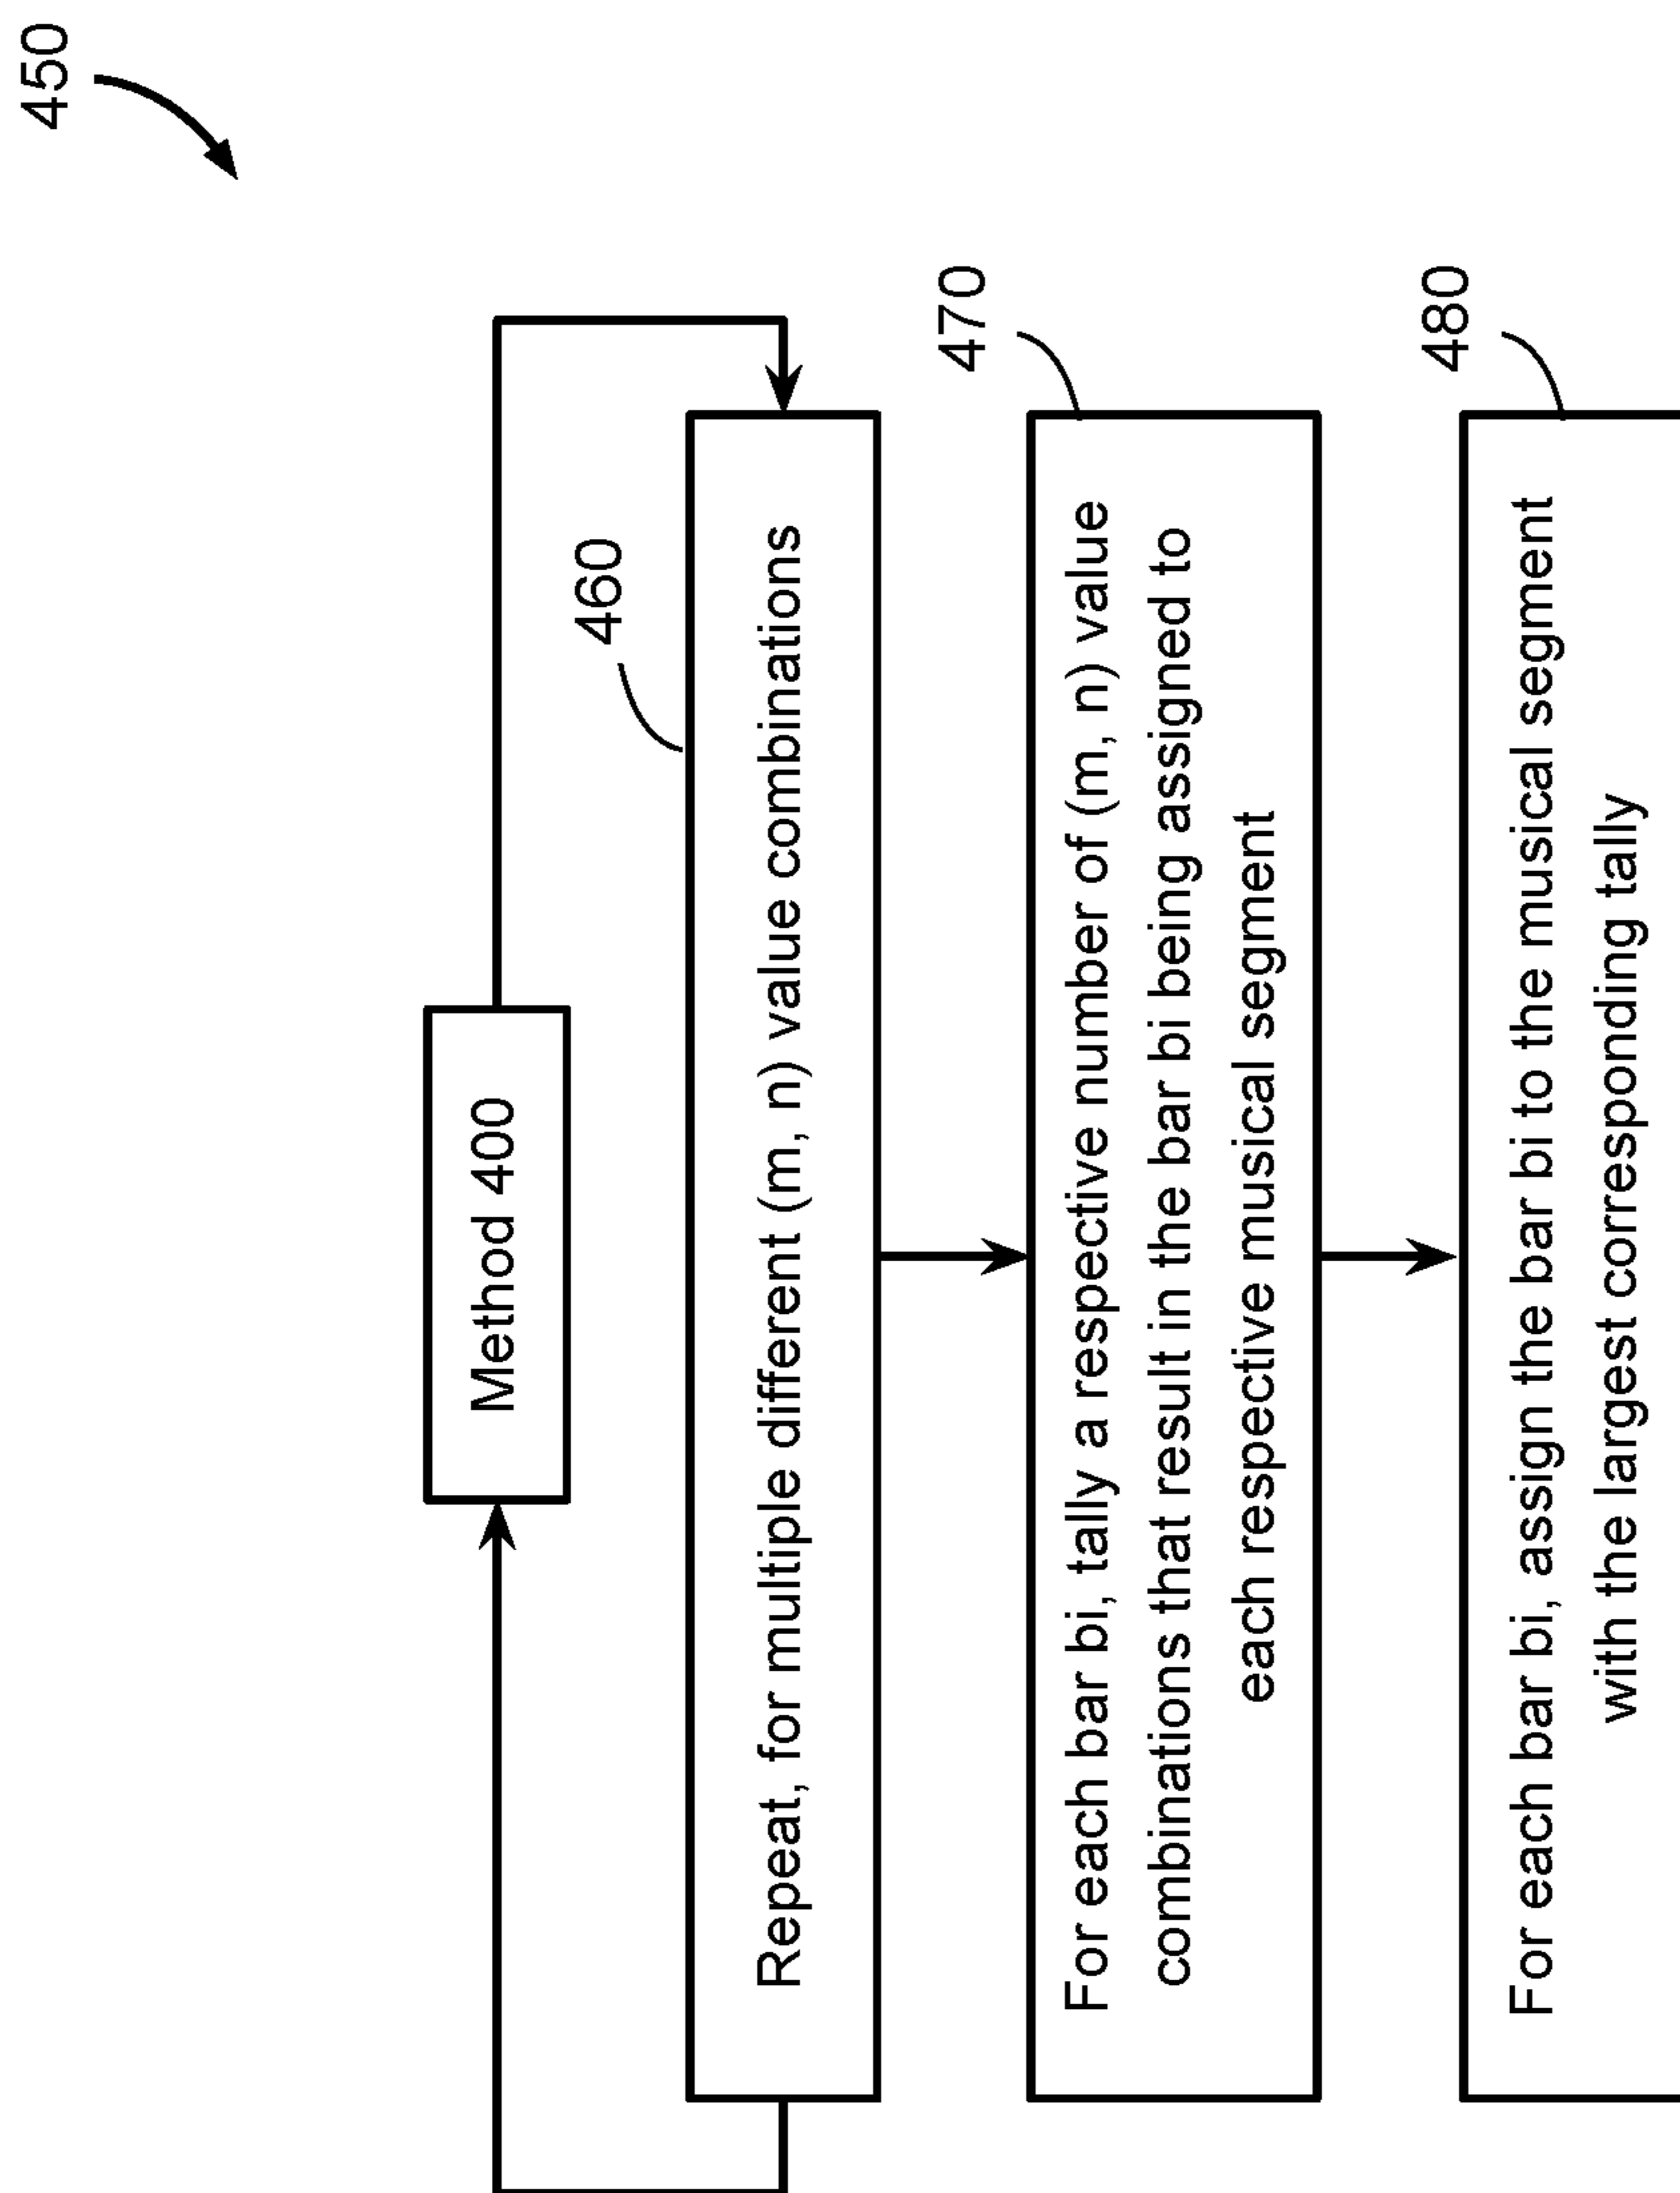 450
Method 400
460
Repeat, for multiple different (m, n) value combinations
470
For each bar bi, tally a respective number of (m, n) value
combinations that result in the bar bi being assigned to
each respective musical segment
480
For each bar bi, assign the bar bi to the musical segment
with the largest corresponding tally